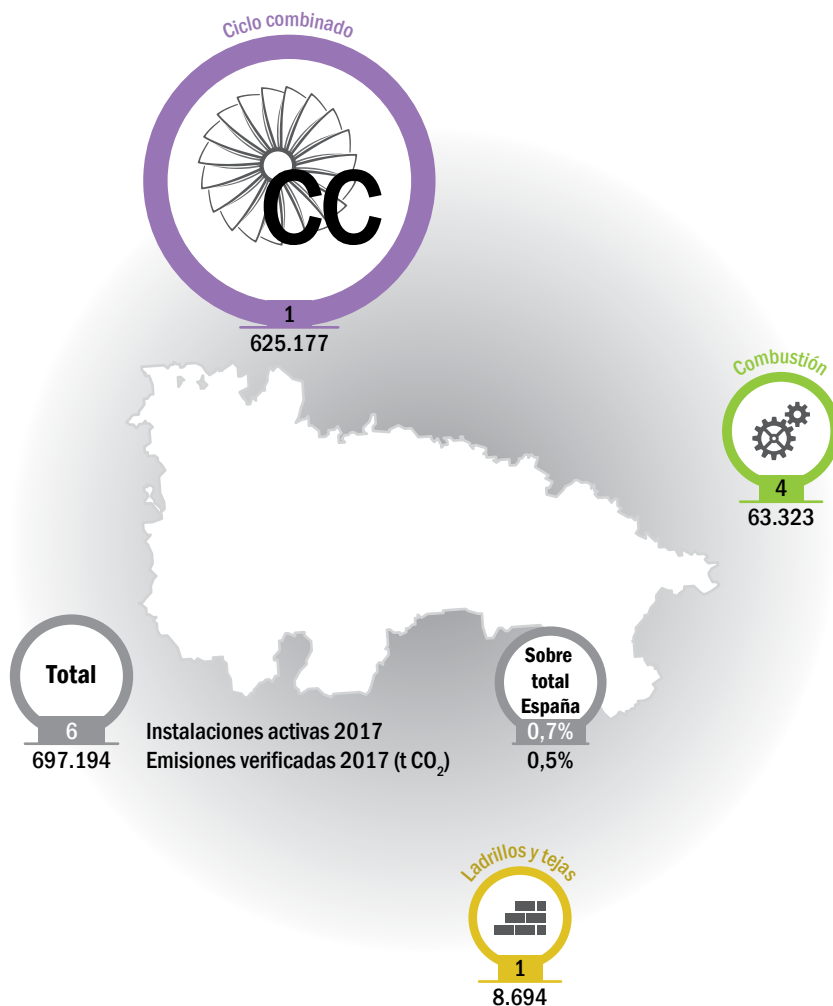 Ciclo combinado
CC
1
625.177
Combustión
4
63.323
Total
6
697.194
Instalaciones activas 2017
Emisiones verificadas 2017 (t CO₂)
Sobre
total
España
0,7%
0,5%
Ladrillos y tejas
1
8.694